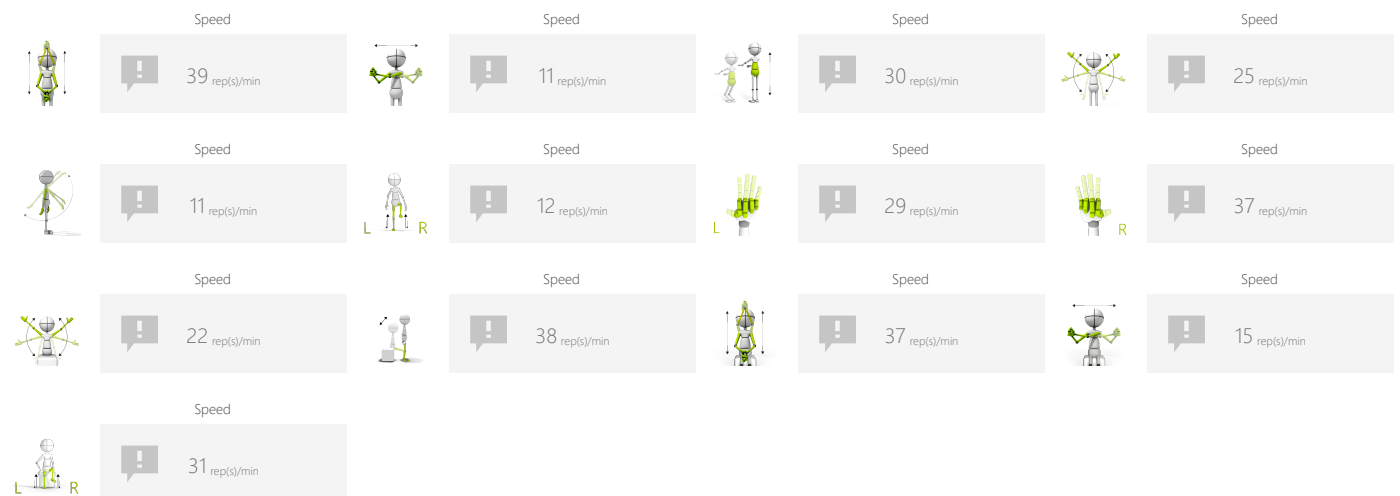 Speed Speed Speed Speed
39 rep(s)/min 11 rep(s)/min 30 rep(s)/min 25 rep(s)/min
Speed Speed Speed Speed
11 rep(s)/min L R 12 rep(s)/min L 29 rep(s)/min R 37 rep(s)/min
Speed Speed Speed Speed
22 rep(s)/min 38 rep(s)/min 37 rep(s)/min 15 rep(s)/min
Speed
L R 31 rep(s)/min